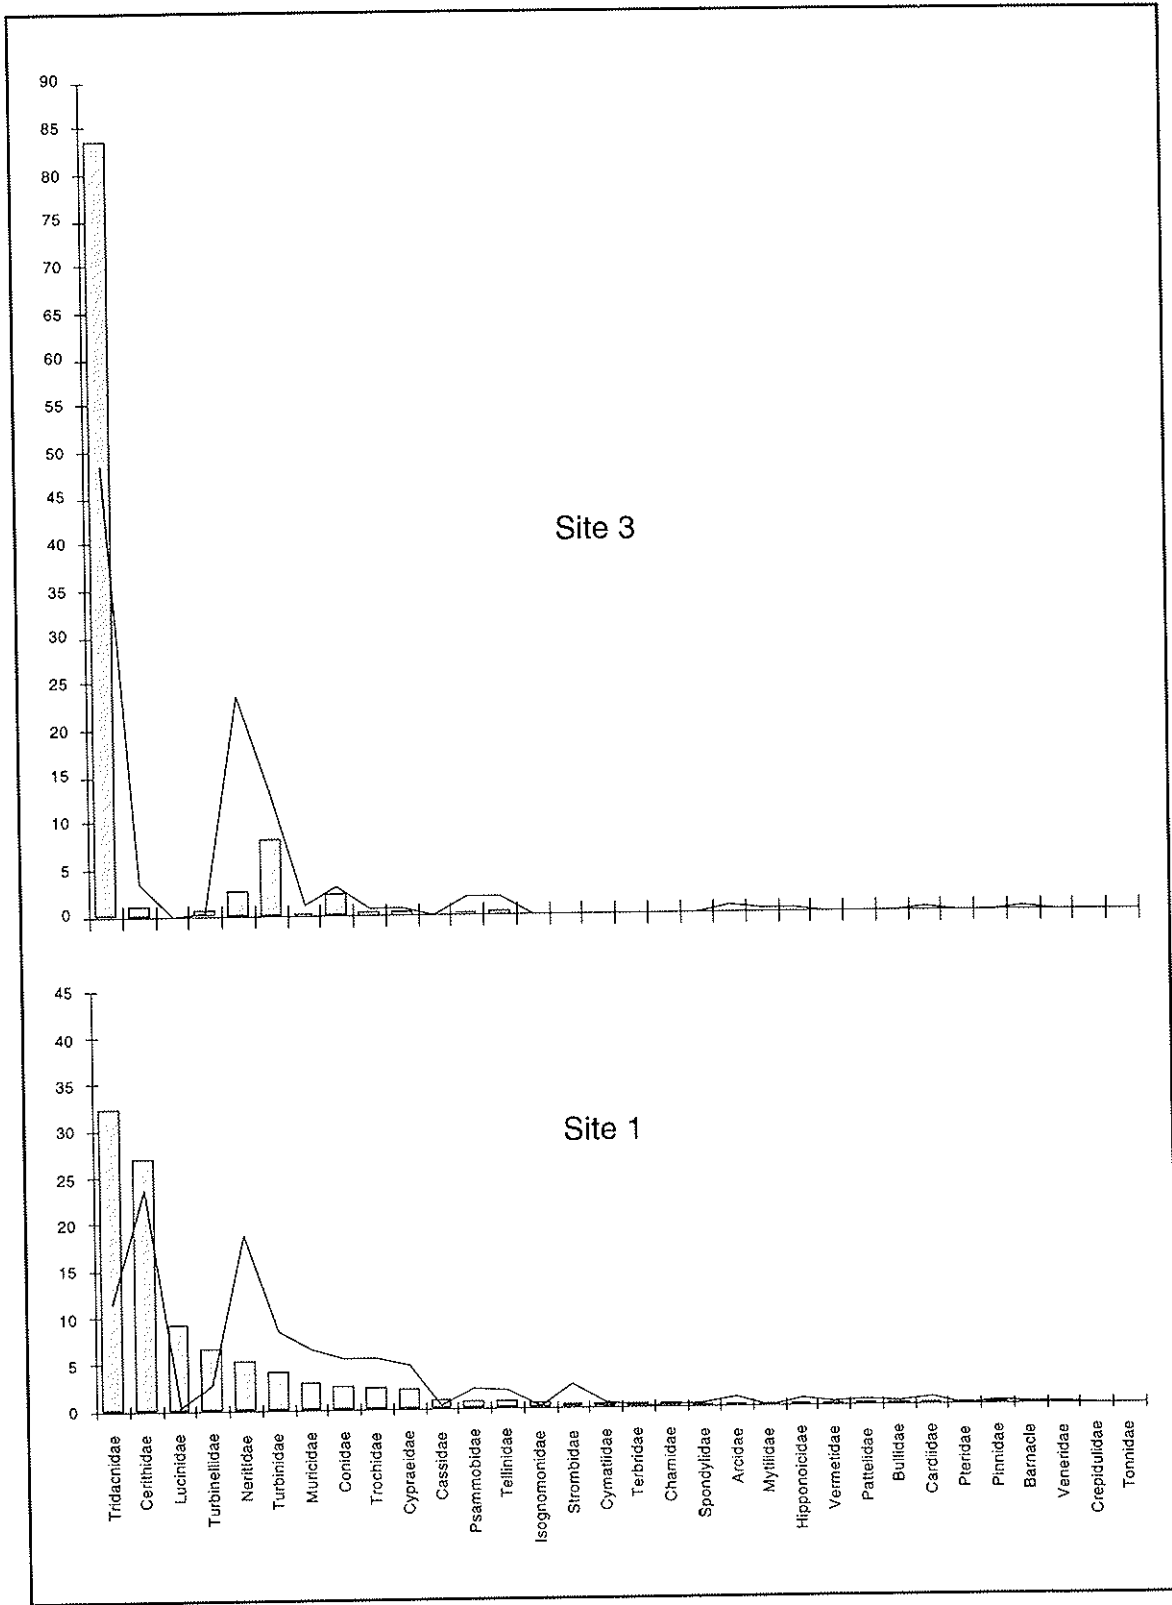 90
85
80
75
70
65
60
55
50
45
40
35
30
25
20
15
10
5
0
Site 3
45
40
35
30
25
20
15
10
5
0
Site 1
Tridacnidae
Cerithidae
Lucinidae
Turbinellidae
Neritidae
Turbinidae
Muricidae
Conidae
Trochidae
Cypraeidae
Cassidae
Psammobidae
Tellinidae
Isognomonidae
Strombidae
Cymatiidae
Terbridae
Chamidae
Spondylidae
Arcidae
Mytilidae
Hipponoicidae
Vermetidae
Pattelidae
Bullidae
Cardiidae
Pteridae
Pinnidae
Barnacle
Veneridae
Crepidulidae
Tonnidae